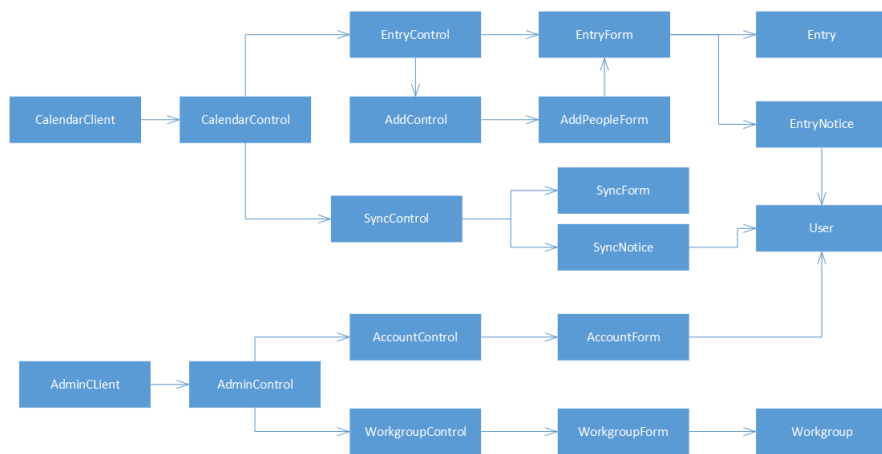 EntryControl
EntryForm
Entry
CalendarClient
CalendarControl
AddControl
AddPeopleForm
EntryNotice
SyncForm
SyncControl
User
SyncNotice
AccountControl
AccountForm
AdminCLient
AdminControl
WorkgroupControl
WorkgroupForm
Workgroup